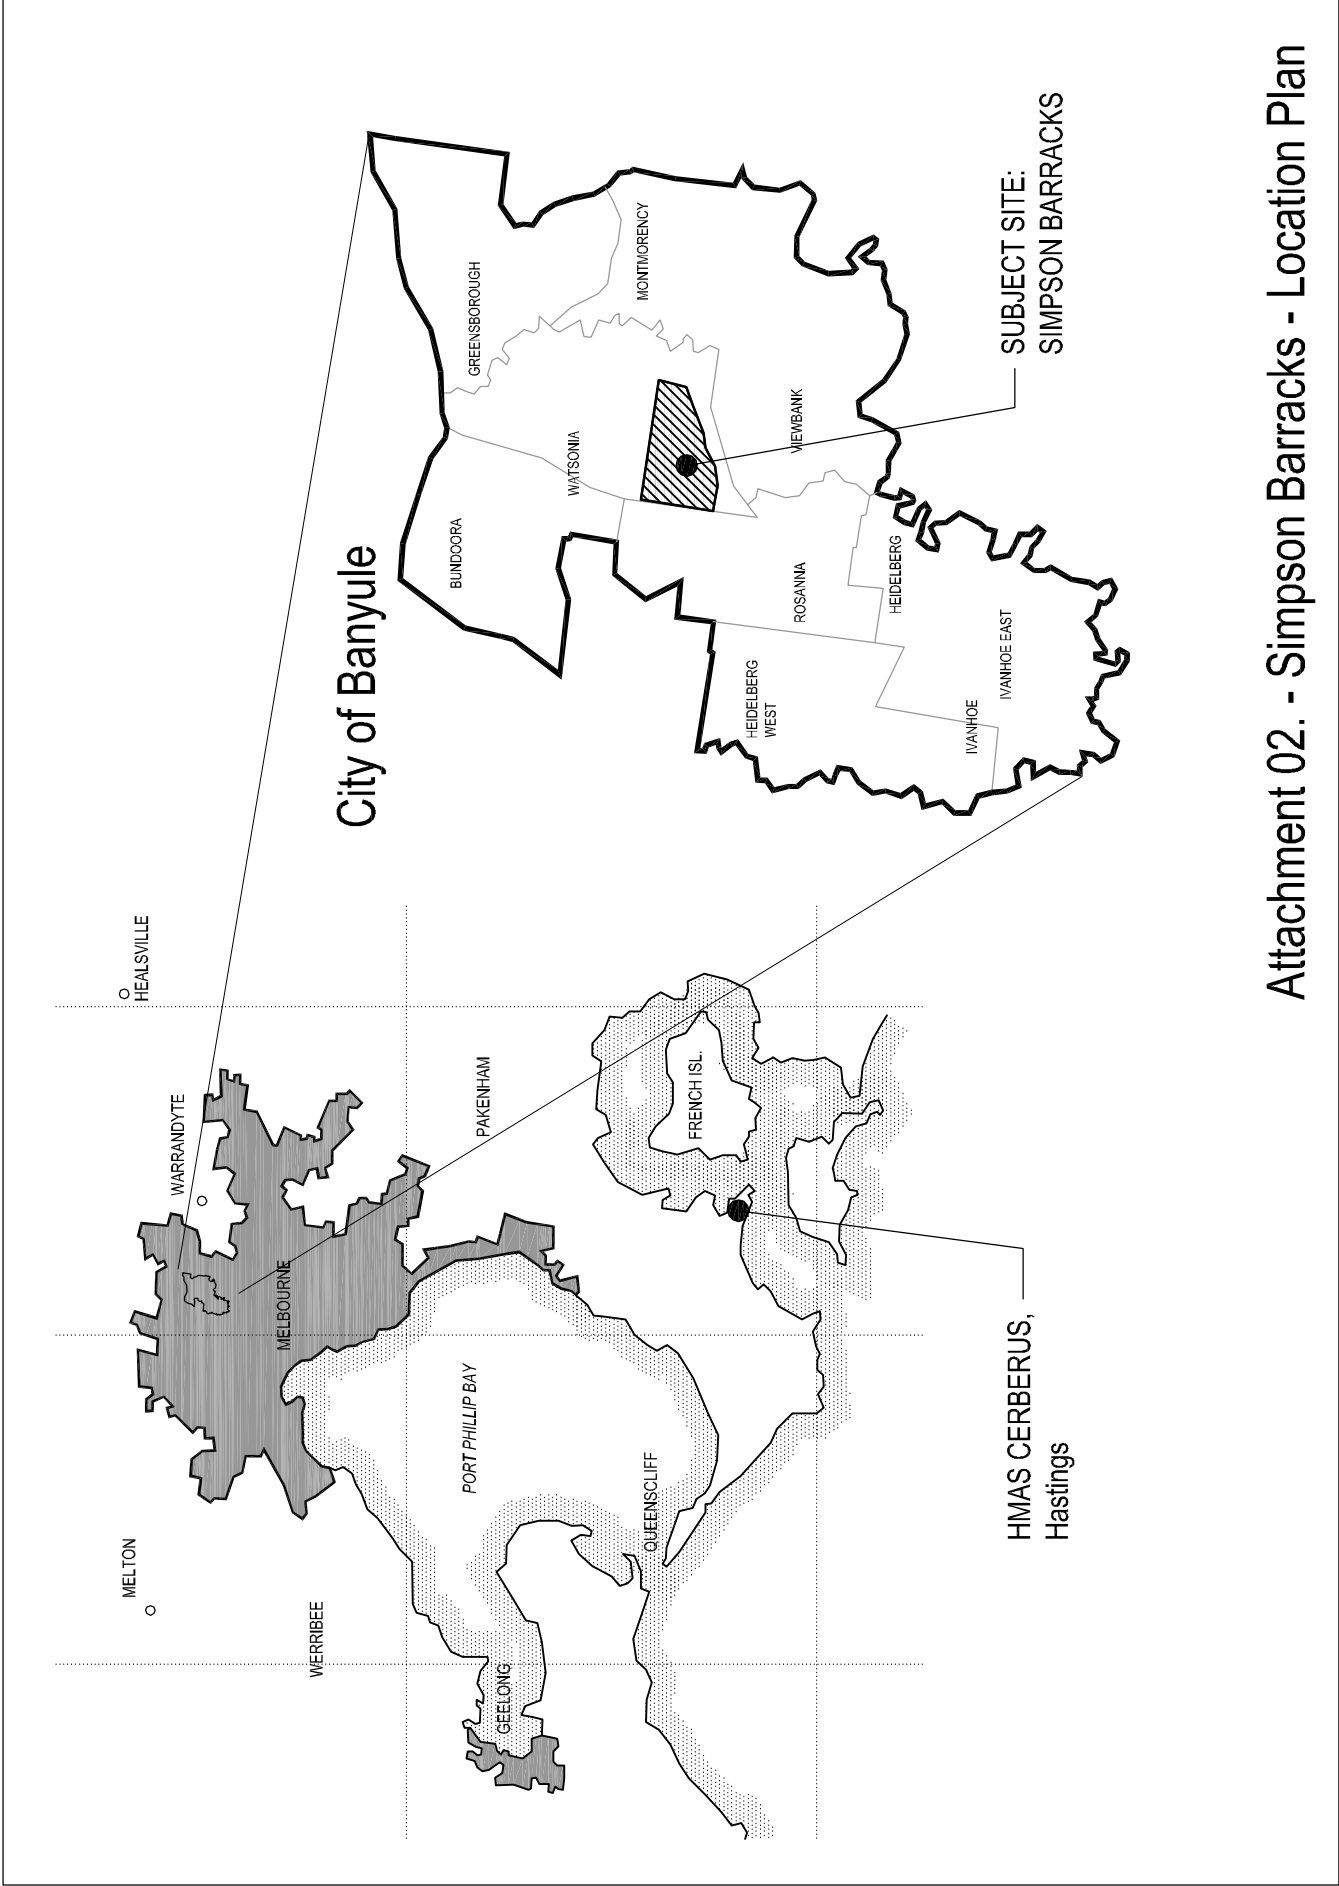 MELTON
WERRIBEE
GEELONG
WARRANDYTE
HEALSVILLE
MELBOURNE
PORT PHILLIP BAY
PAKENHAM
QUEENSCLIFF
FRENCH ISL.
HMAS CERBERUS,
Hastings
City of Banyule
BUNDOORA
GREENSBOROUGH
WATSONIA
MONTMORENCY
HEIDELBERG
WEST
ROSANNA
VIEWBANK
HEIDELBERG
IVANHOE
IVANHOE EAST
SUBJECT SITE:
SIMPSON BARRACKS
Attachment 02. - Simpson Barracks - Location Plan